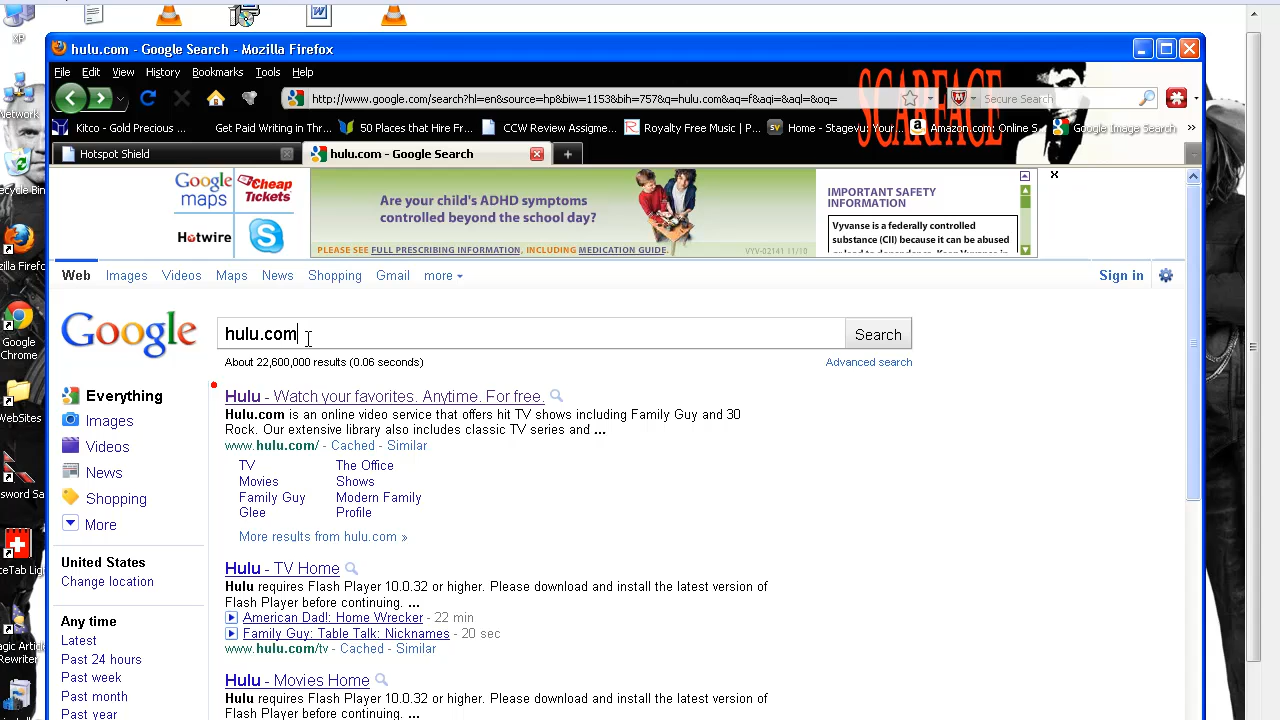 XP
hulu.com - Google Search - Mozilla Firefox
File Edit View History Bookmarks Tools Help
SCARFACE
http://www.google.com/search?hl=en&source=hp&biw=1153&bih=757&q=hulu.com&aq=f&aqi=&aql=&oq=
Secure Search
Kitco - Gold Precious ... Get Paid Writing in Thr... 50 Places that Hire Fr... CCW Review Assigme... Royalty Free Music | P... Home - Stagevu: Your... Amazon.com: Online S... Google Image Search »
Hotspot Shield
hulu.com - Google Search
Google maps
Cheap Tickets
Hotwire
Are your child's ADHD symptoms
controlled beyond the school day?
PLEASE SEE FULL PRESCRIBING INFORMATION, INCLUDING MEDICATION GUIDE.
VYV-02141 11/10
IMPORTANT SAFETY
INFORMATION
Vyvanse is a federally controlled
substance (CII) because it can be abused
Web Images Videos Maps News Shopping Gmail more
Sign in
Google
hulu.com
Search
About 22,600,000 results (0.06 seconds)
Advanced search
Everything
Images
Videos
News
Shopping
More
United States
Change location
Any time
Latest
Past 24 hours
Past week
Past month
Past year
Hulu - Watch your favorites. Anytime. For free.
Hulu.com is an online video service that offers hit TV shows including Family Guy and 30
Rock. Our extensive library also includes classic TV series and ...
www.hulu.com/ - Cached - Similar
TV The Office
Movies Shows
Family Guy Modern Family
Glee Profile
More results from hulu.com »
Hulu - TV Home
Hulu requires Flash Player 10.0.32 or higher. Please download and install the latest version of
Flash Player before continuing. ...
American Dad!: Home Wrecker - 22 min
Family Guy: Table Talk: Nicknames - 20 sec
www.hulu.com/tv - Cached - Similar
Hulu - Movies Home
Hulu requires Flash Player 10.0.32 or higher. Please download and install the latest version of
Flash Player before continuing. ...
Network
ecycle Bin
ozilla Firefox
Google
Chrome
WebSites
sword Sa
ceTab Lig
agic Article
Rewriter